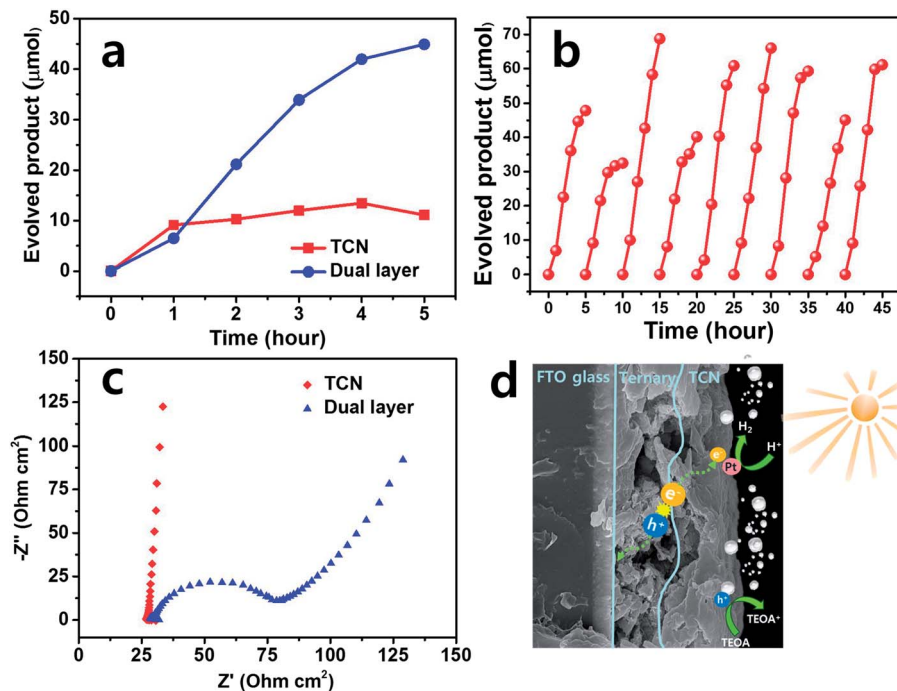 a
Evolved product (μmol)
50
40
30
20
10
0
TCN
Dual layer
0 1 2 3 4 5
Time (hour)
b
Evolved product (μmol)
70
60
50
40
30
20
10
0
0 5 10 15 20 25 30 35 40 45
Time (hour)
c
-Z" (Ohm cm²)
150
125
100
75
50
25
0
TCN
Dual layer
0 25 50 75 100 125 150
Z' (Ohm cm²)
d
FTO glass Ternary TCN
H₂
H⁺
e⁻
Pt
e⁻
h⁺
h⁺
TEOA⁺
TEOA